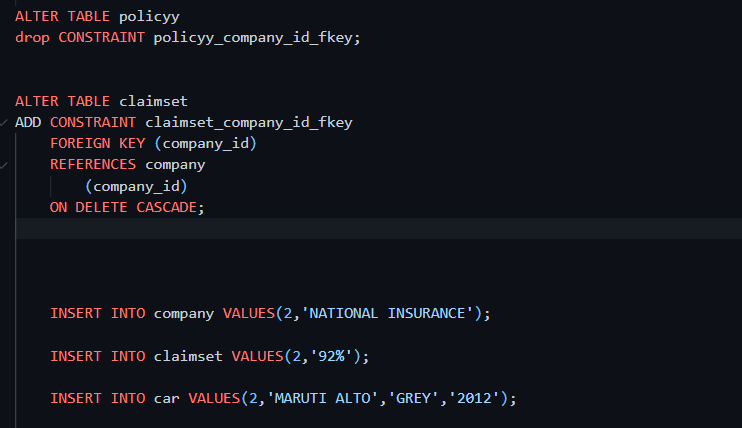 ALTER TABLE policyy
drop CONSTRAINT policyy_company_id_fkey;
ALTER TABLE claimset
ADD CONSTRAINT claimset_company_id_fkey
FOREIGN KEY (company_id)
REFERENCES company
(company_id)
ON DELETE CASCADE;
INSERT INTO company VALUES(2,'NATIONAL INSURANCE');
INSERT INTO claimset VALUES(2,'92%');
INSERT INTO car VALUES(2,'MARUTI ALTO','GREY','2012');